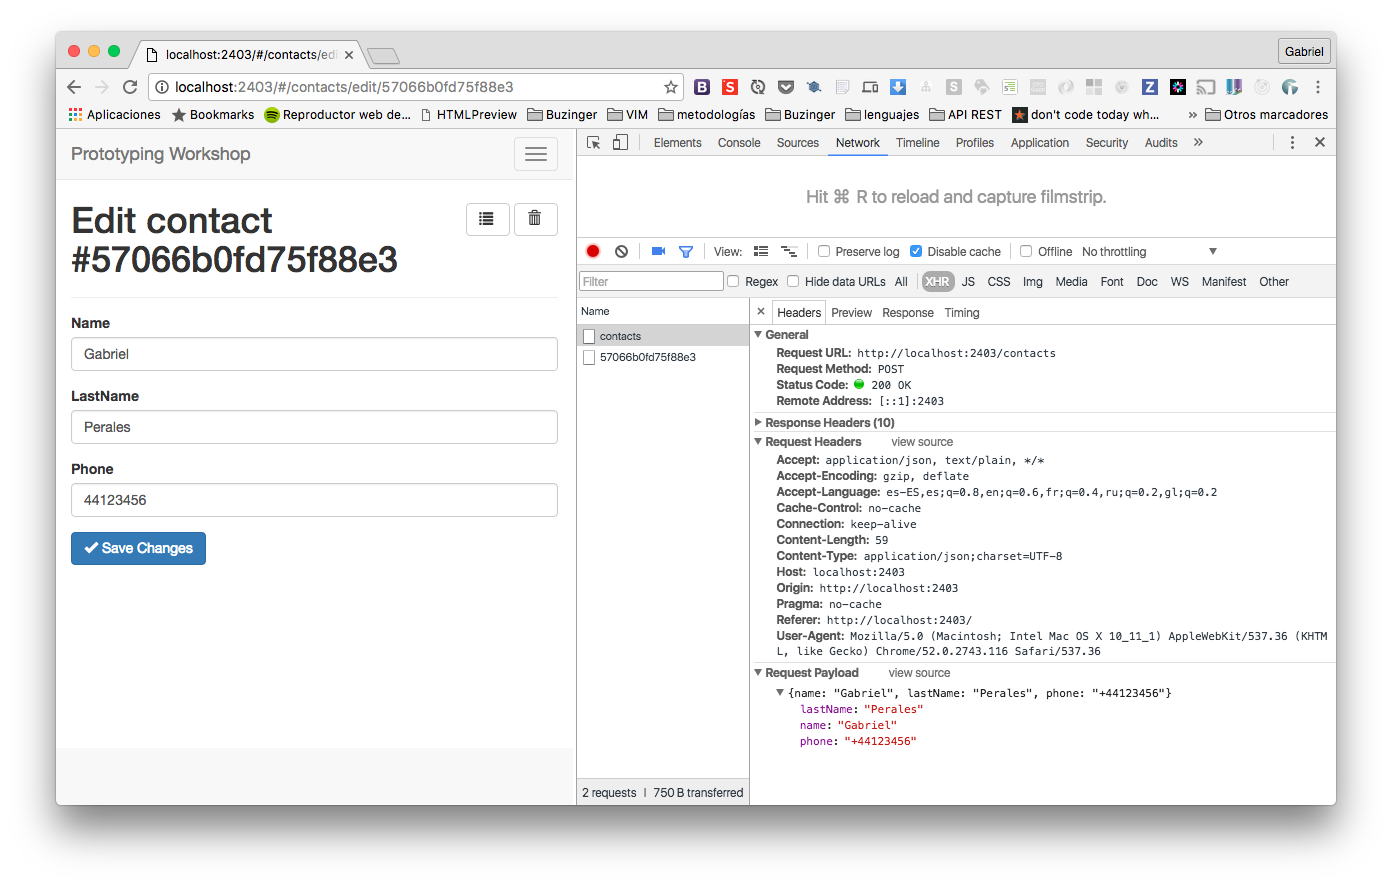 localhost:2403/#/contacts/edi
Gabriel
localhost:2403/#/contacts/edit/57066b0fd75f88e3
Aplicaciones Bookmarks Reproductor web de... HTMLPreview Buzinger VIM metodologías Buzinger lenguajes API REST don't code today wh... » Otros marcadores
Prototyping Workshop
Edit contact
#57066b0fd75f88e3
Name
Gabriel
LastName
Perales
Phone
44123456
Save Changes
Elements Console Sources Network Timeline Profiles Application Security Audits »
Hit ⌘ R to reload and capture filmstrip.
View: Preserve log Disable cache Offline No throttling
Filter Regex Hide data URLs All XHR JS CSS Img Media Font Doc WS Manifest Other
Name
contacts
57066b0fd75f88e3
2 requests | 750 B transferred
× Headers Preview Response Timing
General
Request URL: http://localhost:2403/contacts
Request Method: POST
Status Code: 200 OK
Remote Address: [::1]:2403
Response Headers (10)
Request Headers view source
Accept: application/json, text/plain, */*
Accept-Encoding: gzip, deflate
Accept-Language: es-ES,es;q=0.8,en;q=0.6,fr;q=0.4,ru;q=0.2,gl;q=0.2
Cache-Control: no-cache
Connection: keep-alive
Content-Length: 59
Content-Type: application/json;charset=UTF-8
Host: localhost:2403
Origin: http://localhost:2403
Pragma: no-cache
Referer: http://localhost:2403/
User-Agent: Mozilla/5.0 (Macintosh; Intel Mac OS X 10_11_1) AppleWebKit/537.36 (KHTM
L, like Gecko) Chrome/52.0.2743.116 Safari/537.36
Request Payload view source
{name: "Gabriel", lastName: "Perales", phone: "+44123456"}
lastName: "Perales"
name: "Gabriel"
phone: "+44123456"